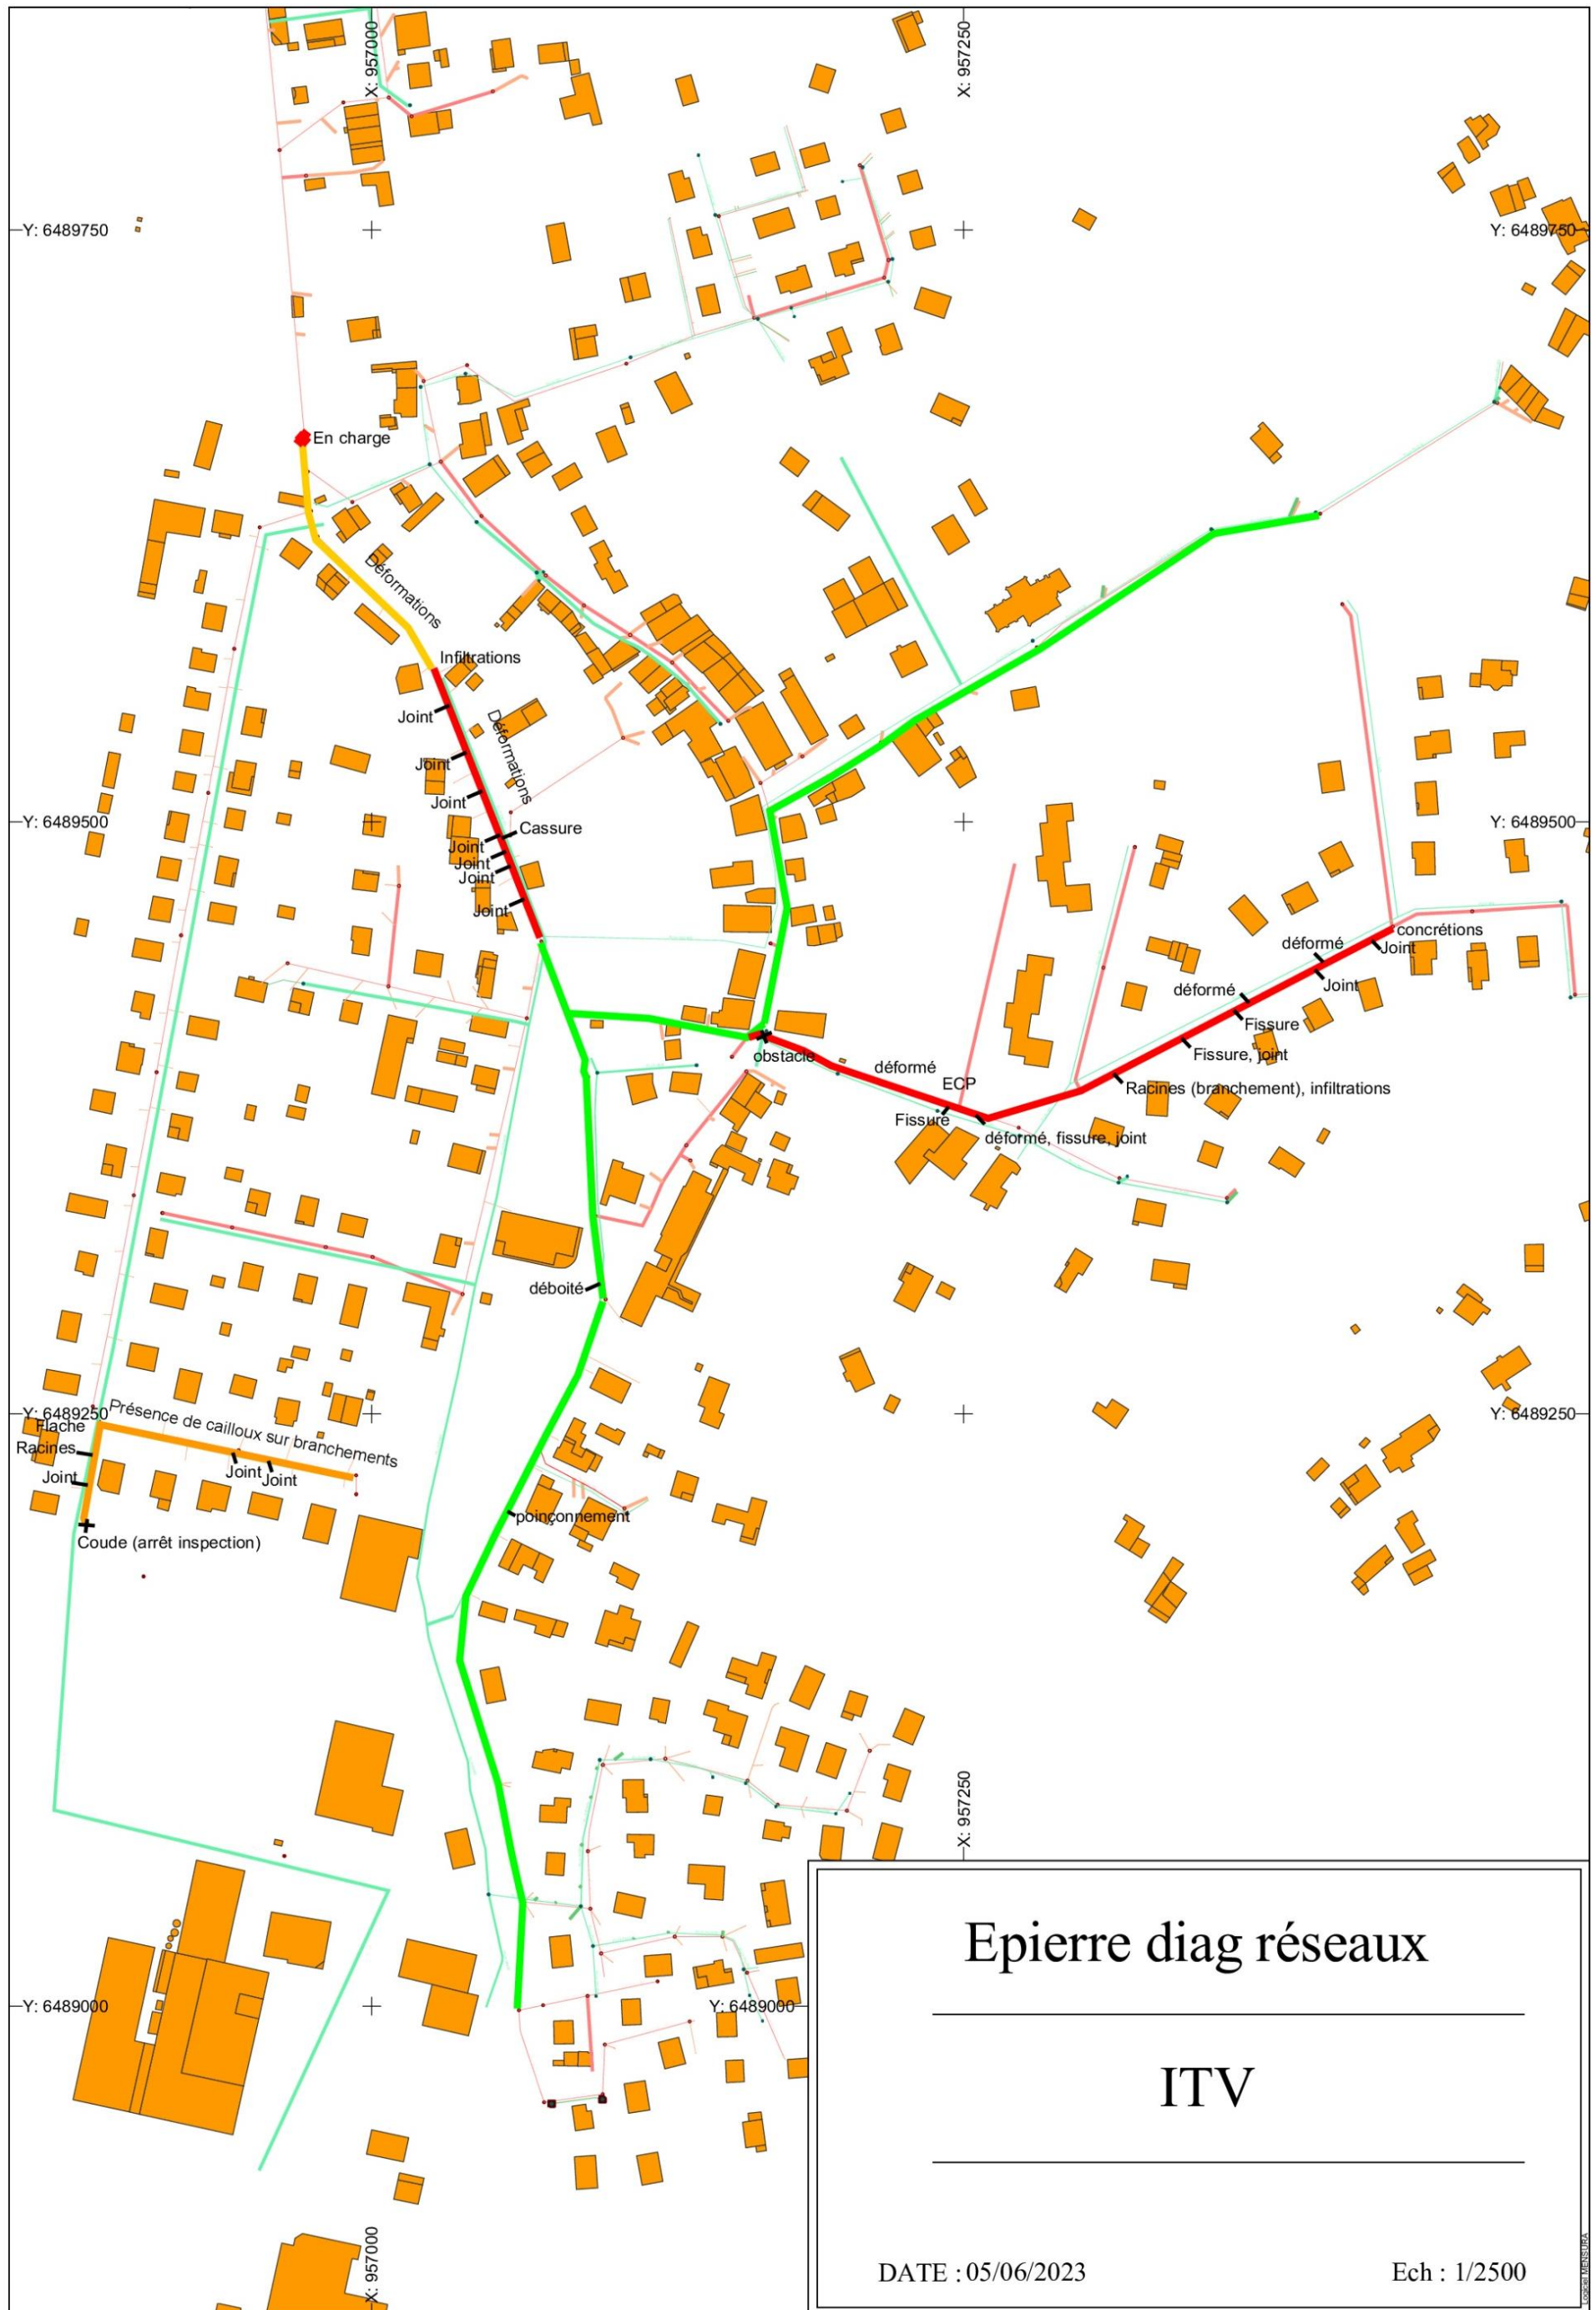 X: 957000
X: 957250
Y: 6489750
Y: 6489750
En charge
Déformations
Infiltrations
Joint
Déformations
Joint
Joint
Cassure
Joint
Joint
Joint
Joint
Y: 6489500
Y: 6489500
concrétions
déformé
Joint
Joint
déformé
Fissure
Fissure, joint
obstacle
déformé
ECP
Racines (branchement), infiltrations
Fissure
déformé, fissure, joint
déboité
Y: 6489250
Y: 6489250
Présence de cailloux sur branchements
Flache
Racines
Joint
Joint
Joint
poinçonnement
Coude (arrêt inspection)
X: 957250
Y: 6489000
Y: 6489000
X: 957000
Epierre diag réseaux
ITV
DATE : 05/06/2023
Ech : 1/2500
Logiciel MENSURA